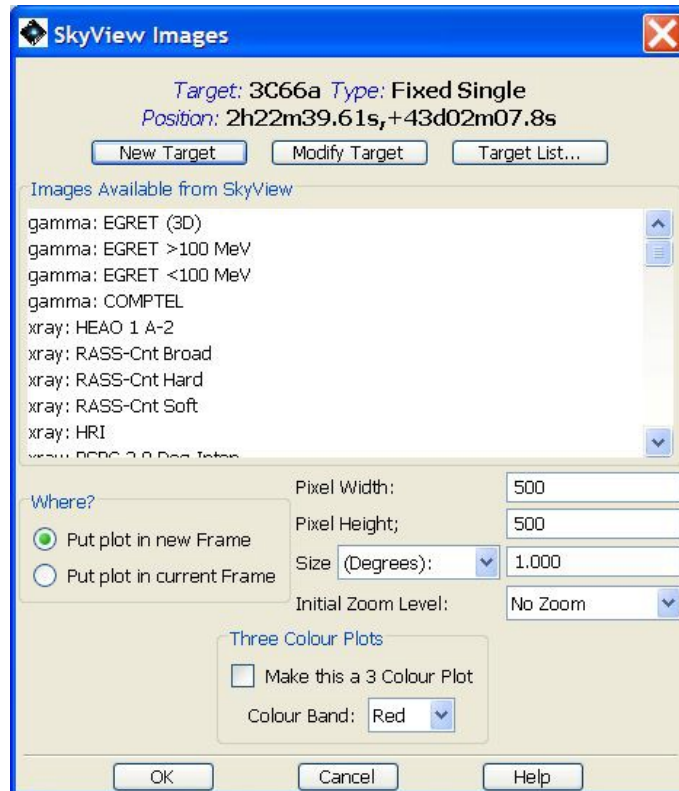 SkyView Images
Target: 3C66a Type: Fixed Single
Position: 2h22m39.61s,+43d02m07.8s
New Target Modify Target Target List...
Images Available from SkyView
gamma: EGRET (3D)
gamma: EGRET >100 MeV
gamma: EGRET <100 MeV
gamma: COMPTEL
xray: HEAO 1 A-2
xray: RASS-Cnt Broad
xray: RASS-Cnt Hard
xray: RASS-Cnt Soft
xray: HRI
Where?
Put plot in new Frame
Put plot in current Frame
Pixel Width: 500
Pixel Height; 500
Size (Degrees): 1.000
Initial Zoom Level: No Zoom
Three Colour Plots
Make this a 3 Colour Plot
Colour Band: Red
OK Cancel Help